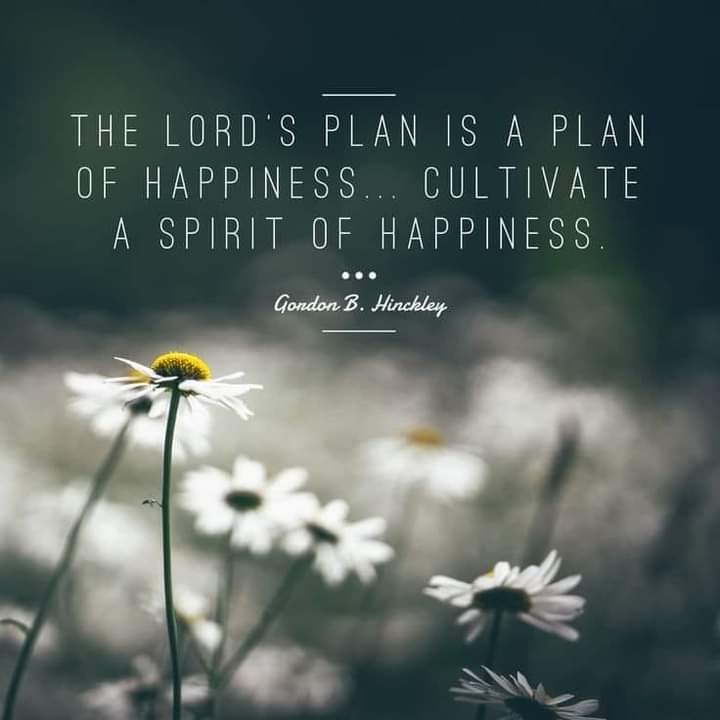 THE LORD'S PLAN IS A PLAN
OF HAPPINESS... CULTIVATE
A SPIRIT OF HAPPINESS.
Gordon B. Hinckley